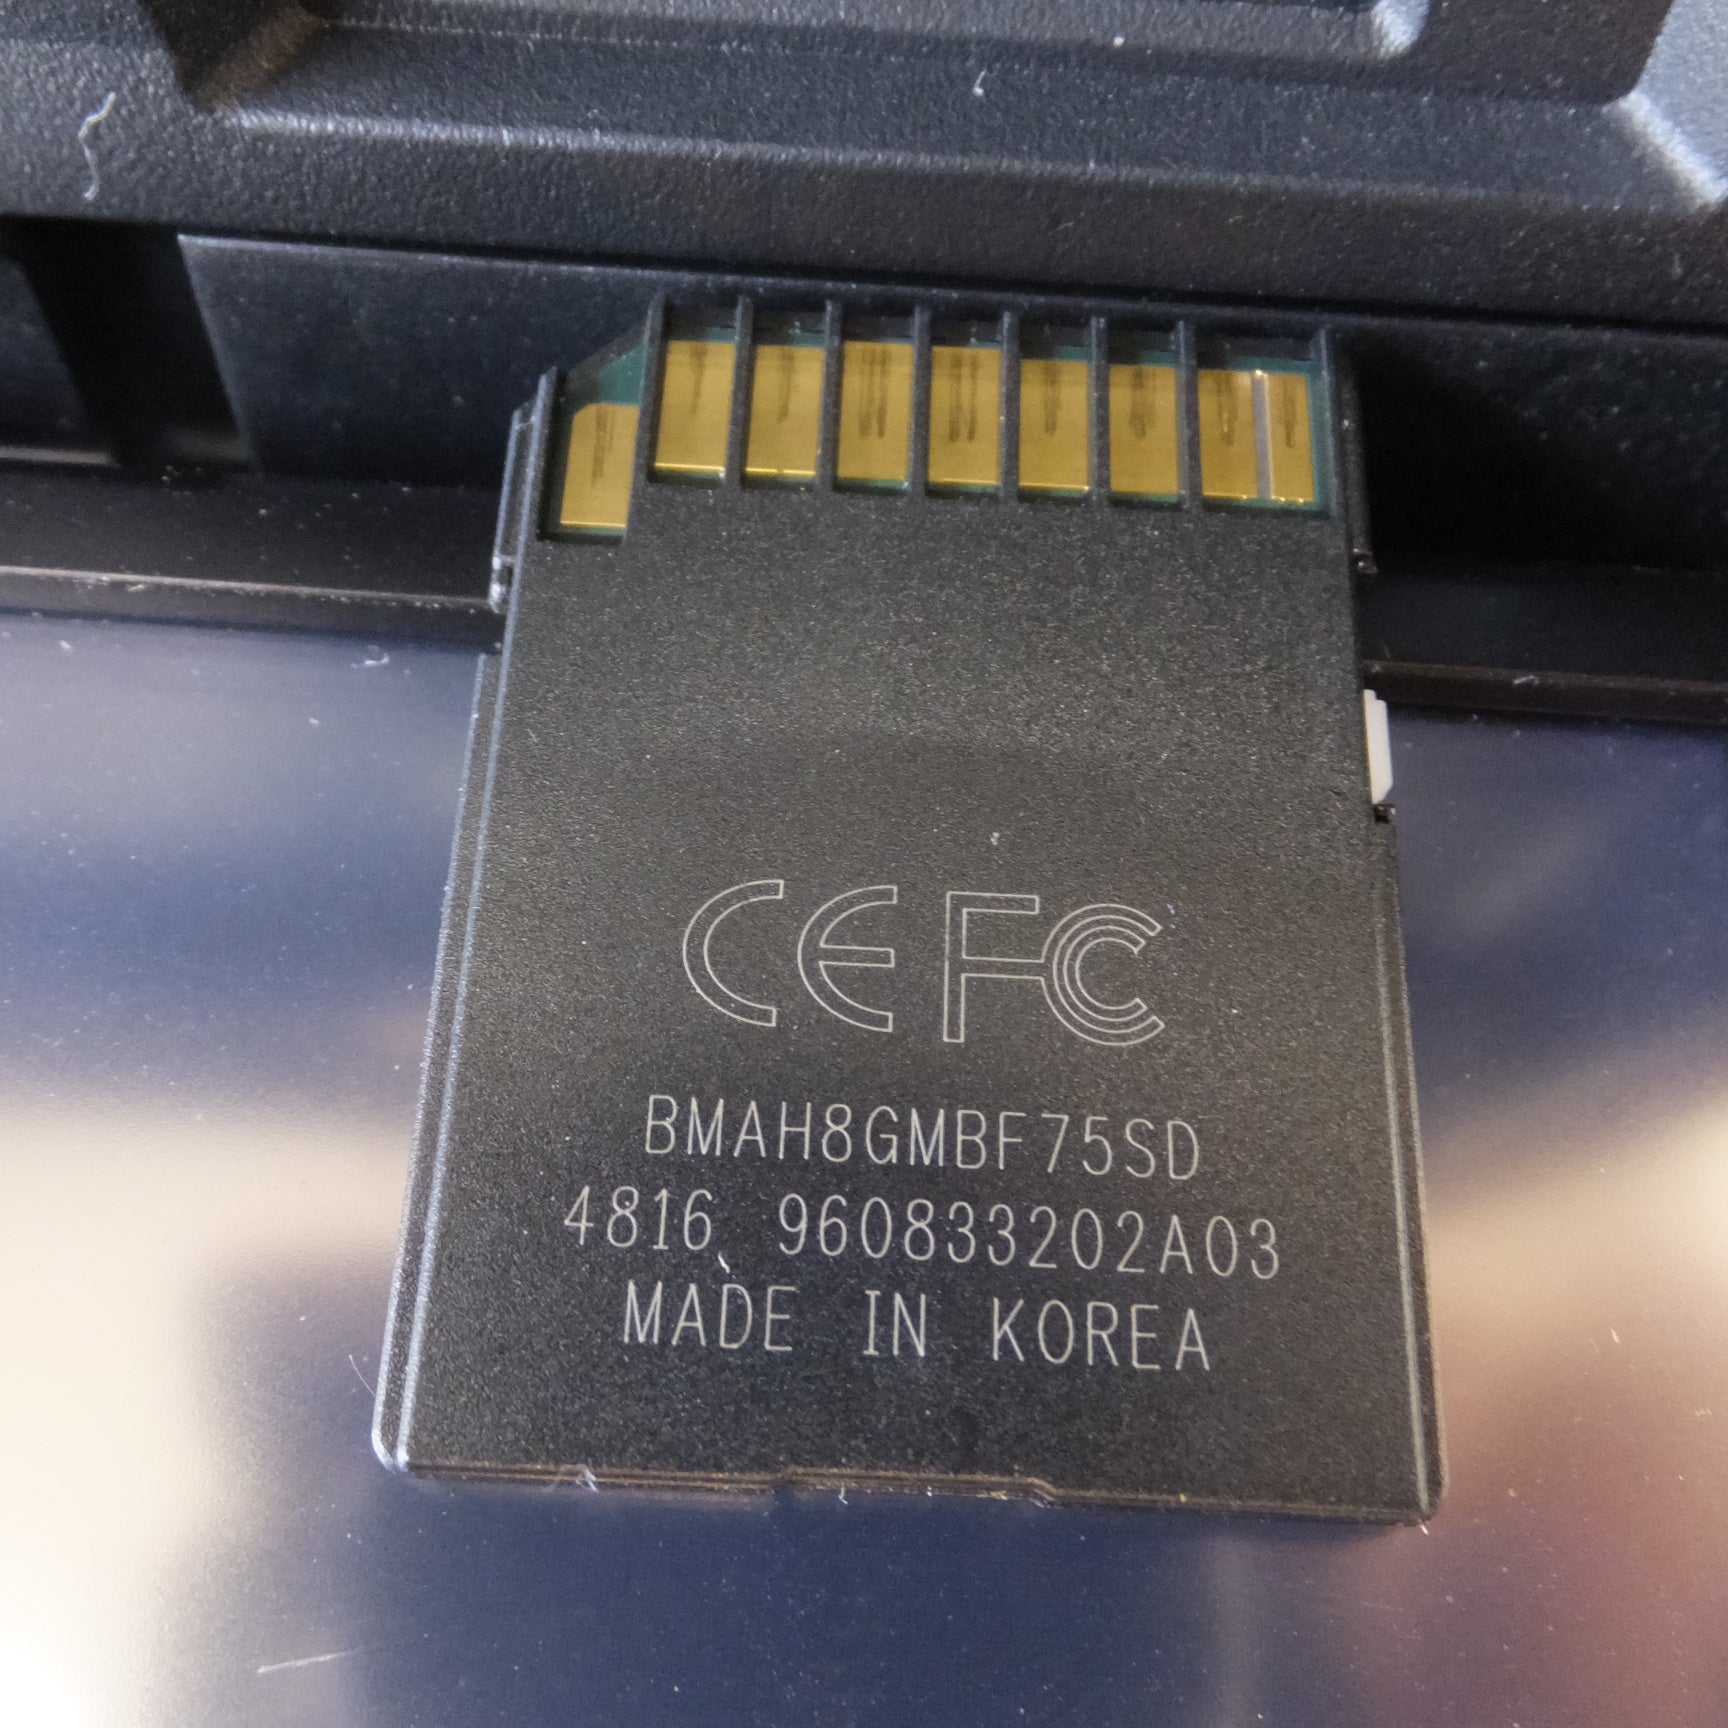 CE FC
BMAH8GMBF75SD
4816 960833202A03
MADE IN KOREA